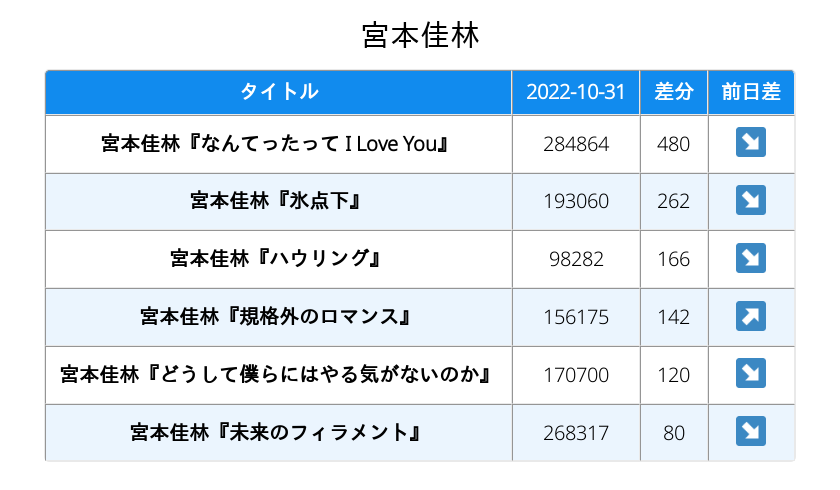 宮本佳林
タイトル 2022-10-31 差分 前日差
宮本佳林『なんてったって I Love You』 284864 480 ↘
宮本佳林『氷点下』 193060 262 ↘
宮本佳林『ハウリング』 98282 166 ↘
宮本佳林『規格外のロマンス』 156175 142 ↗
宮本佳林『どうして僕らにはやる気がないのか』 170700 120 ↘
宮本佳林『未来のフィラメント』 268317 80 ↘